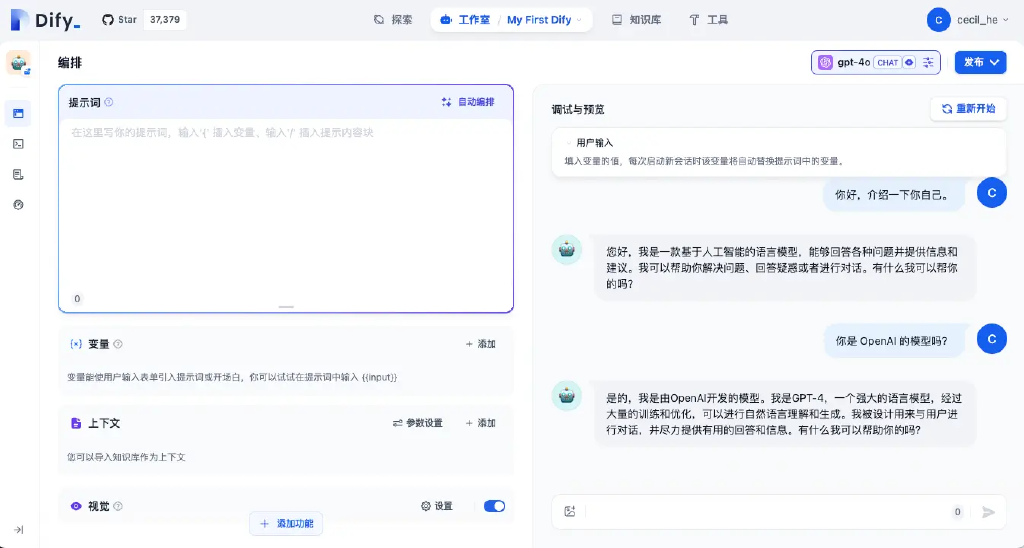 Dify_
Star 37,379
探索
工作室 / My First Dify
知识库
工具
C cecil_he
编排
gpt-4o CHAT
发布
提示词
自动编排
在这里写你的提示词，输入'{' 插入变量、输入'/' 插入提示内容块
0
变量
+ 添加
变量能使用户输入表单引入提示词或开场白，你可以试试在提示词中输入 {{input}}
上下文
参数设置
+ 添加
您可以导入知识库作为上下文
视觉
设置
+ 添加功能
调试与预览
重新开始
用户输入
填入变量的值，每次启动新会话时该变量将自动替换提示词中的变量。
你好，介绍一下你自己。
C
您好，我是一款基于人工智能的语言模型，能够回答各种问题并提供信息和
建议。我可以帮助你解决问题、回答疑惑或者进行对话。有什么我可以帮你
的吗？
你是 OpenAI 的模型吗？
C
是的，我是由OpenAI开发的模型。我是GPT-4，一个强大的语言模型，经过
大量的训练和优化，可以进行自然语言理解和生成。我被设计用来与用户进
行对话，并尽力提供有用的回答和信息。有什么我可以帮助你的吗？
0